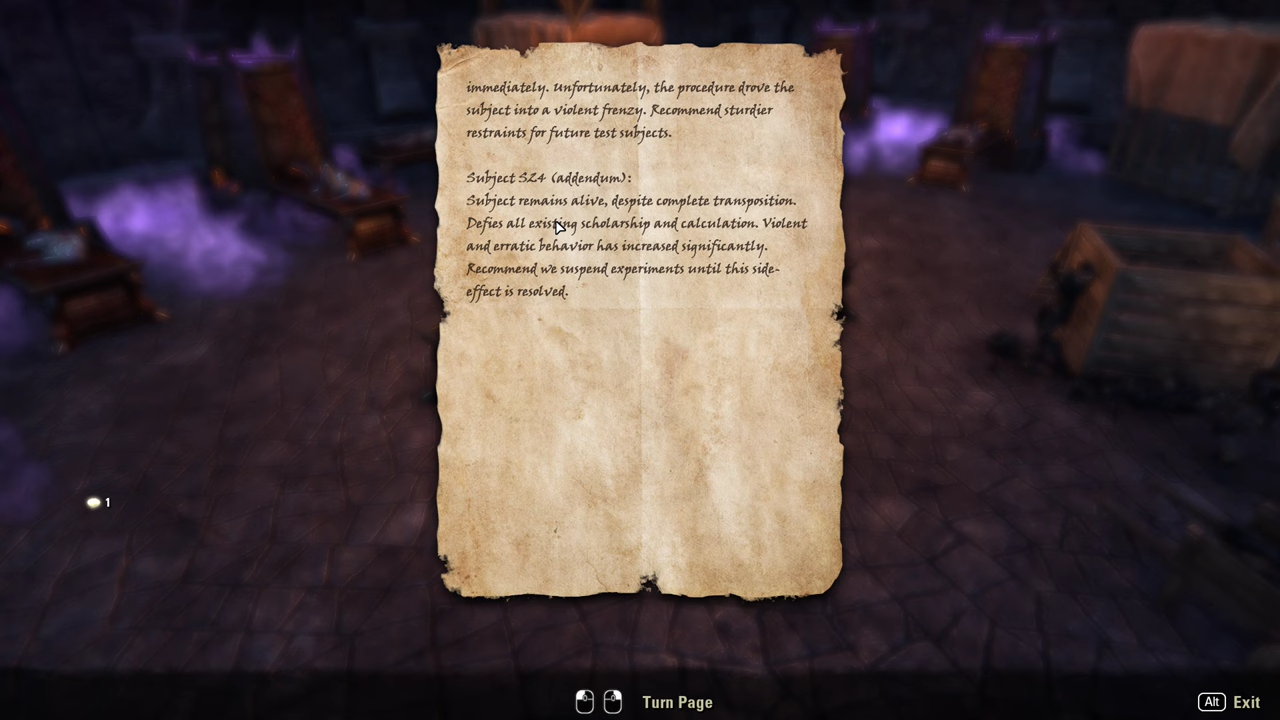 immediately. Unfortunately, the procedure drove the
subject into a violent frenzy. Recommend sturdier
restraints for future test subjects.
Subject SZ4 (addendum):
Subject remains alive, despite complete transposition.
Defies all existing scholarship and calculation. Violent
and erratic behavior has increased significantly.
Recommend we suspend experiments until this side-
effect is resolved.
1
Turn Page
Alt Exit